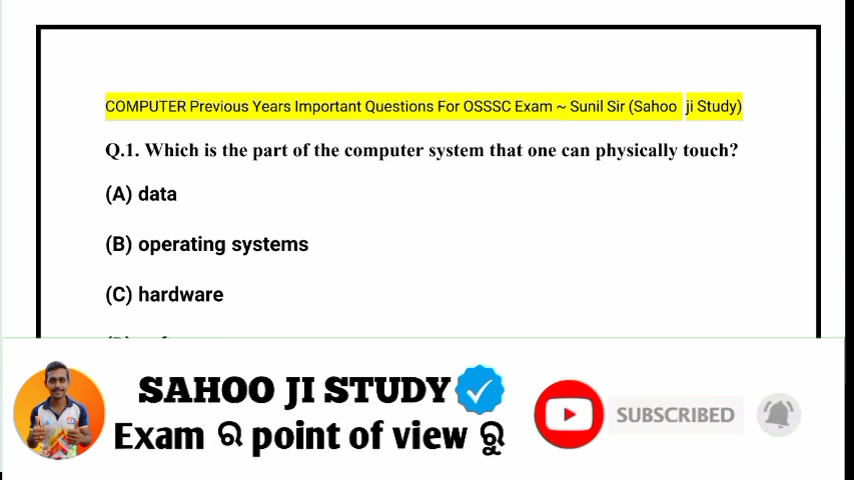 COMPUTER Previous Years Important Questions For OSSSC Exam ~ Sunil Sir (Sahoo ji Study)
Q.1. Which is the part of the computer system that one can physically touch?
(A) data
(B) operating systems
(C) hardware
SAHOO JI STUDY
Exam ର point of view ରୁ
SUBSCRIBED